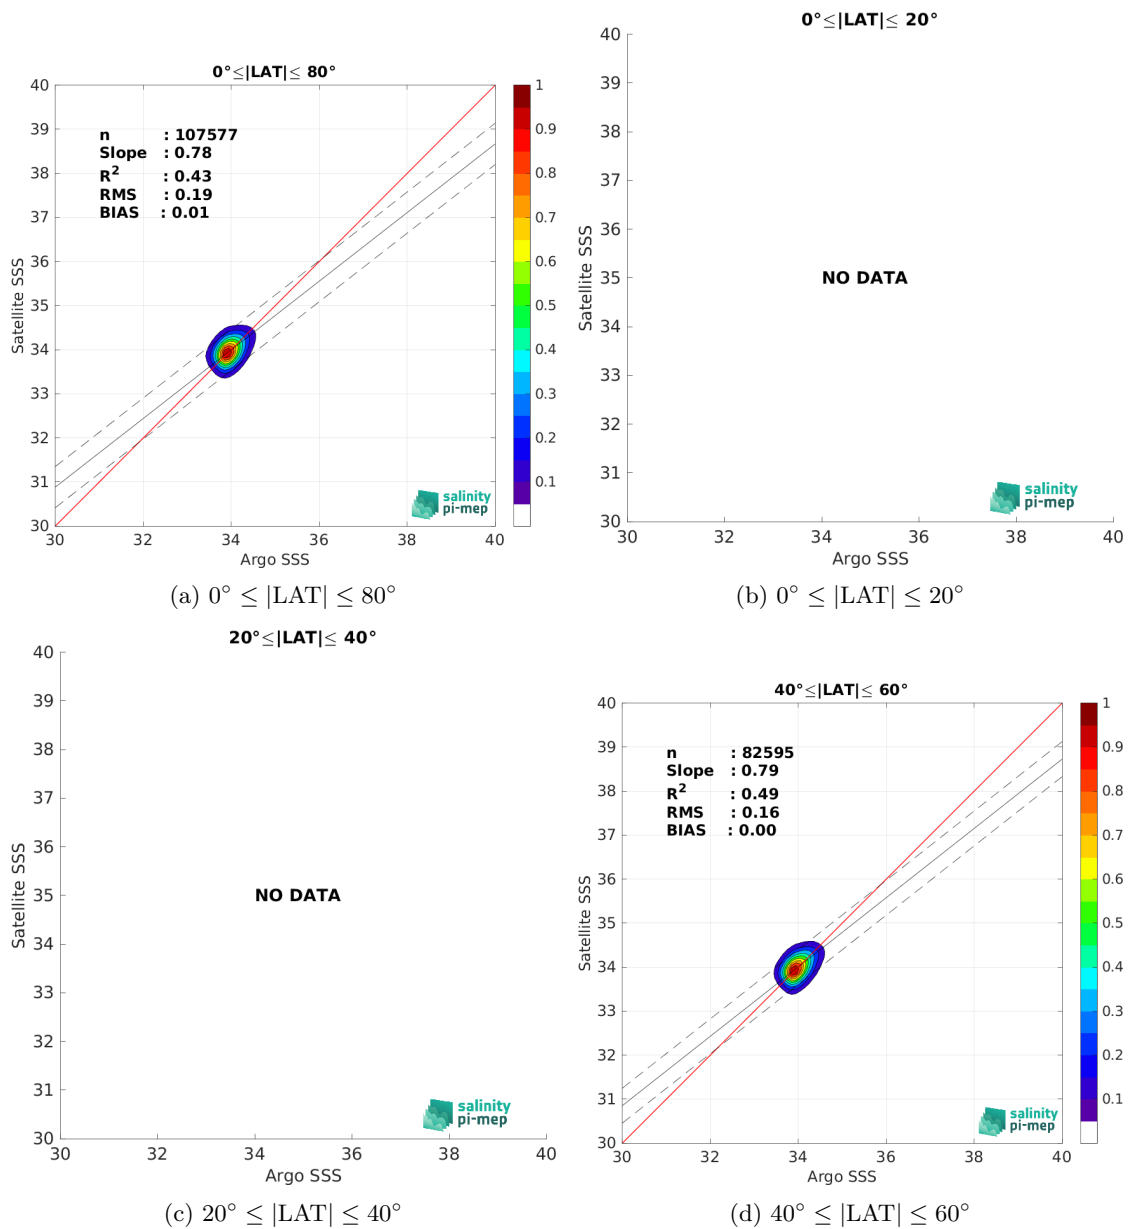 0°≤|LAT|≤ 80°
n : 107577
Slope : 0.78
R² : 0.43
RMS : 0.19
BIAS : 0.01
40
39
38
37
36
35
34
33
32
31
30
Satellite SSS
30 32 34 36 38 40
Argo SSS
1
0.9
0.8
0.7
0.6
0.5
0.4
0.3
0.2
0.1
salinity
pi-mep
(a) 0° ≤ |LAT| ≤ 80°
0°≤|LAT|≤ 20°
40
39
38
37
36
35
34
33
32
31
30
Satellite SSS
NO DATA
salinity
pi-mep
30 32 34 36 38 40
Argo SSS
(b) 0° ≤ |LAT| ≤ 20°
20°≤|LAT|≤ 40°
40
39
38
37
36
35
34
33
32
31
30
Satellite SSS
NO DATA
salinity
pi-mep
30 32 34 36 38 40
Argo SSS
(c) 20° ≤ |LAT| ≤ 40°
40°≤|LAT|≤ 60°
n : 82595
Slope : 0.79
R² : 0.49
RMS : 0.16
BIAS : 0.00
40
39
38
37
36
35
34
33
32
31
30
Satellite SSS
30 32 34 36 38 40
Argo SSS
1
0.9
0.8
0.7
0.6
0.5
0.4
0.3
0.2
0.1
salinity
pi-mep
(d) 40° ≤ |LAT| ≤ 60°